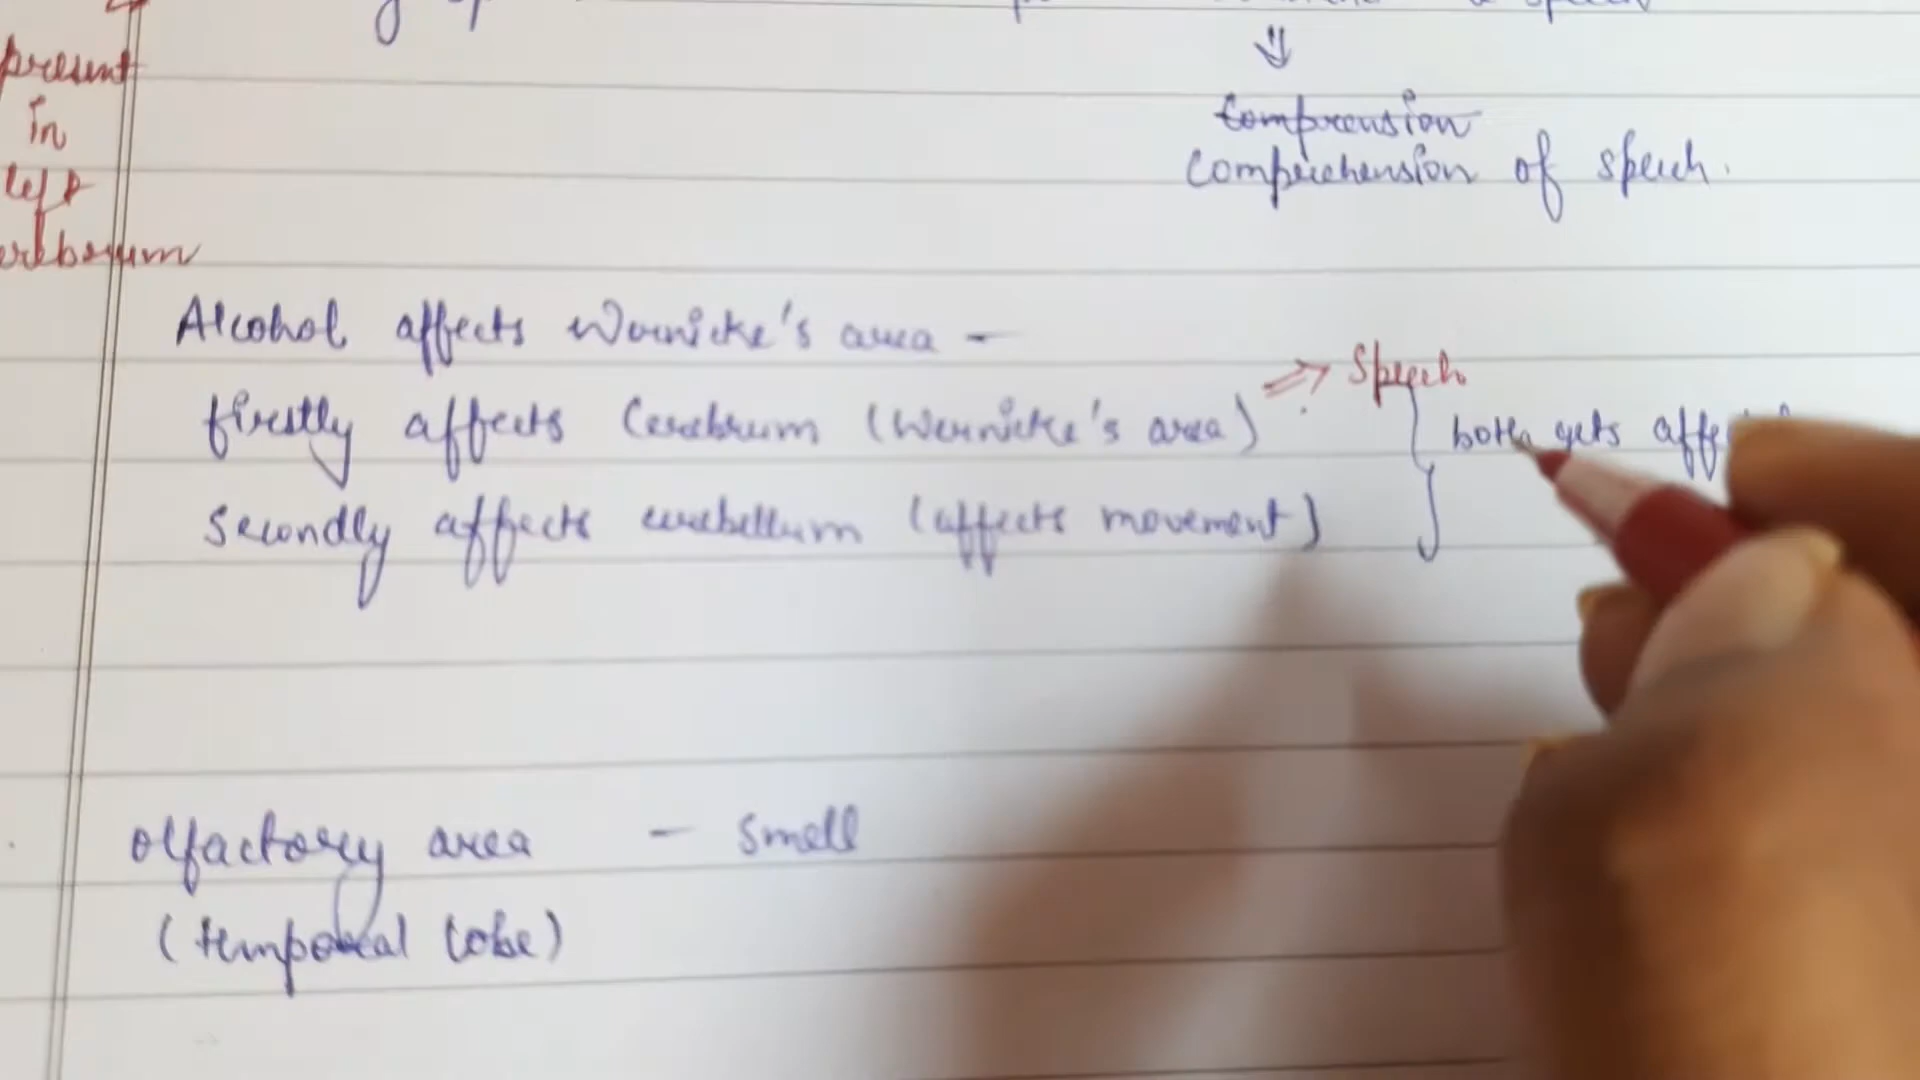 present
in
left
erebrum
⇓
Comprension
Comprehension of speech.
Alcohol affects Wernicke's area -
firstly affects Cerebrum (Wernicke's area) ⇒ Speech
both gets
Secondly affects cerebellum (affects movement)
olfactory area - smell
(temporal lobe)